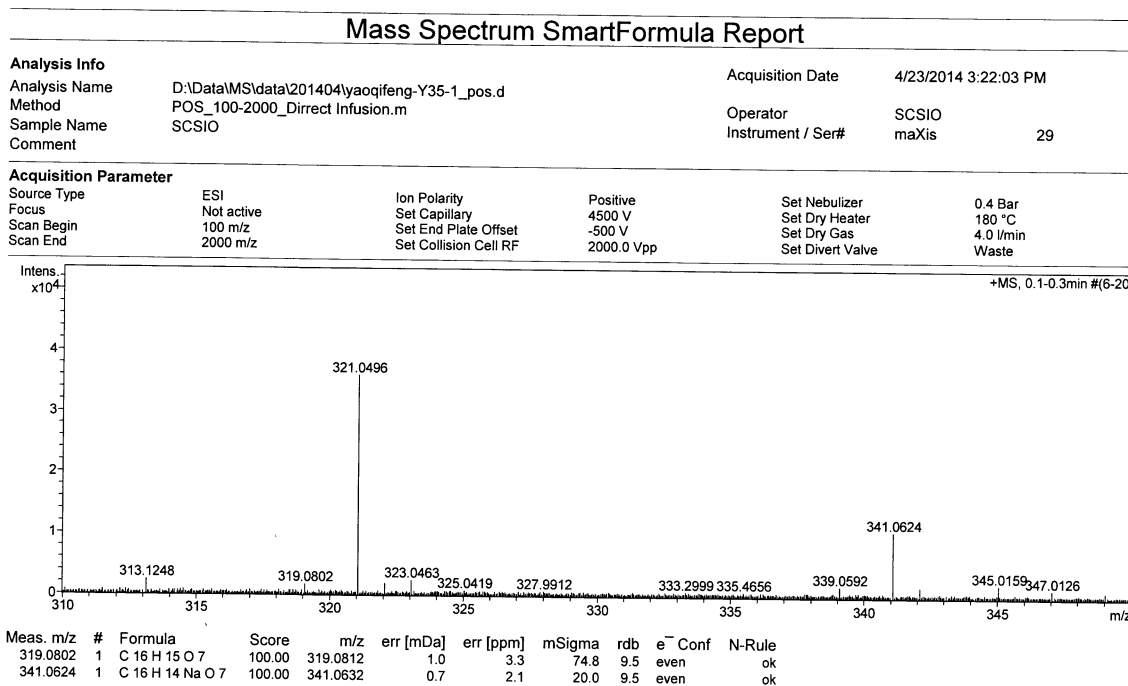 Mass Spectrum SmartFormula Report
Analysis Info
Analysis Name D:\Data\MS\data\201404\yaoqifeng-Y35-1_pos.d
Acquisition Date 4/23/2014 3:22:03 PM
Method POS_100-2000_Dirrect Infusion.m
Operator SCSIO
Sample Name SCSIO
Instrument / Ser# maXis 29
Comment
Acquisition Parameter
Source Type ESI Ion Polarity Positive Set Nebulizer 0.4 Bar
Focus Not active Set Capillary 4500 V Set Dry Heater 180 °C
Scan Begin 100 m/z Set End Plate Offset -500 V Set Dry Gas 4.0 l/min
Scan End 2000 m/z Set Collision Cell RF 2000.0 Vpp Set Divert Valve Waste
Intens.
x10⁴
+MS, 0.1-0.3min #(6-20
4
321.0496
3
2
1
341.0624
313.1248 319.0802 323.0463 325.0419 327.9912 333.2999 335.4656 339.0592 345.0159 347.0126
0
310 315 320 325 330 335 340 345 m/z
Meas. m/z # Formula Score m/z err [mDa] err [ppm] mSigma rdb e⁻ Conf N-Rule
319.0802 1 C 16 H 15 O 7 100.00 319.0812 1.0 3.3 74.8 9.5 even ok
341.0624 1 C 16 H 14 Na O 7 100.00 341.0632 0.7 2.1 20.0 9.5 even ok